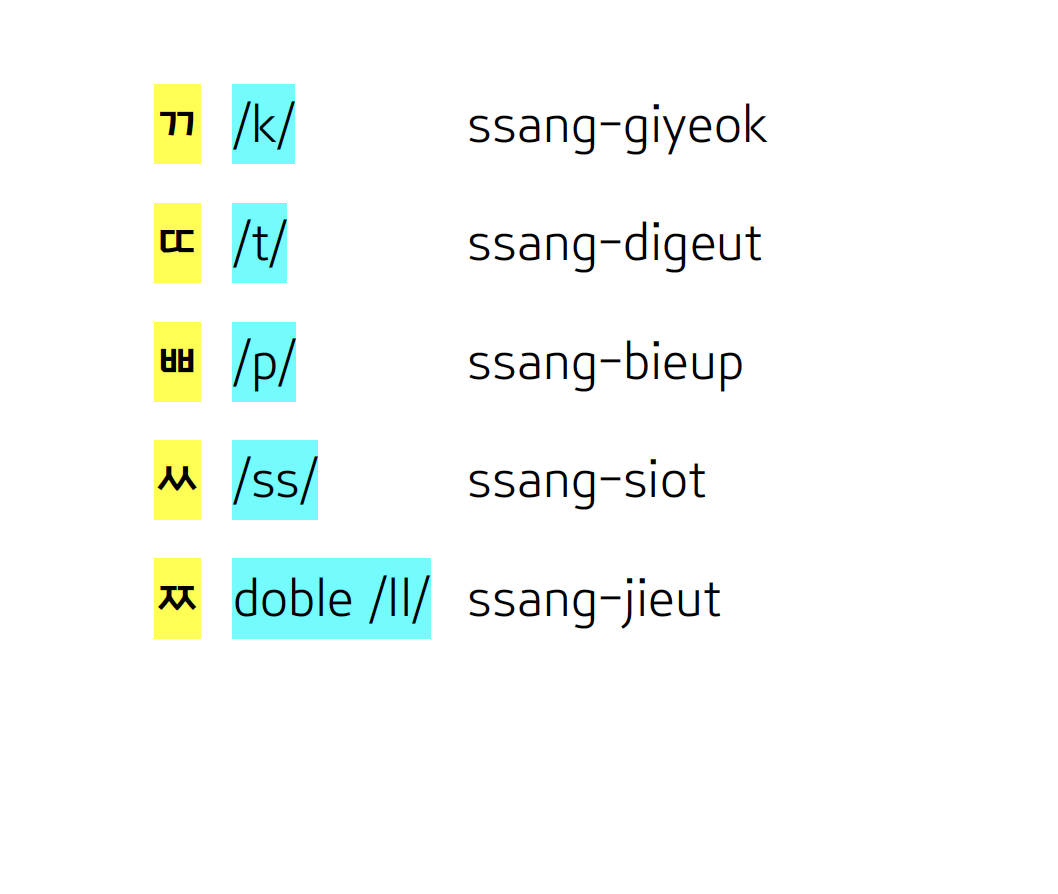 ㄲ /k/ ssang-giyeok
ㄸ /t/ ssang-digeut
ㅃ /p/ ssang-bieup
ㅆ /ss/ ssang-siot
ㅉ doble /ll/ ssang-jieut